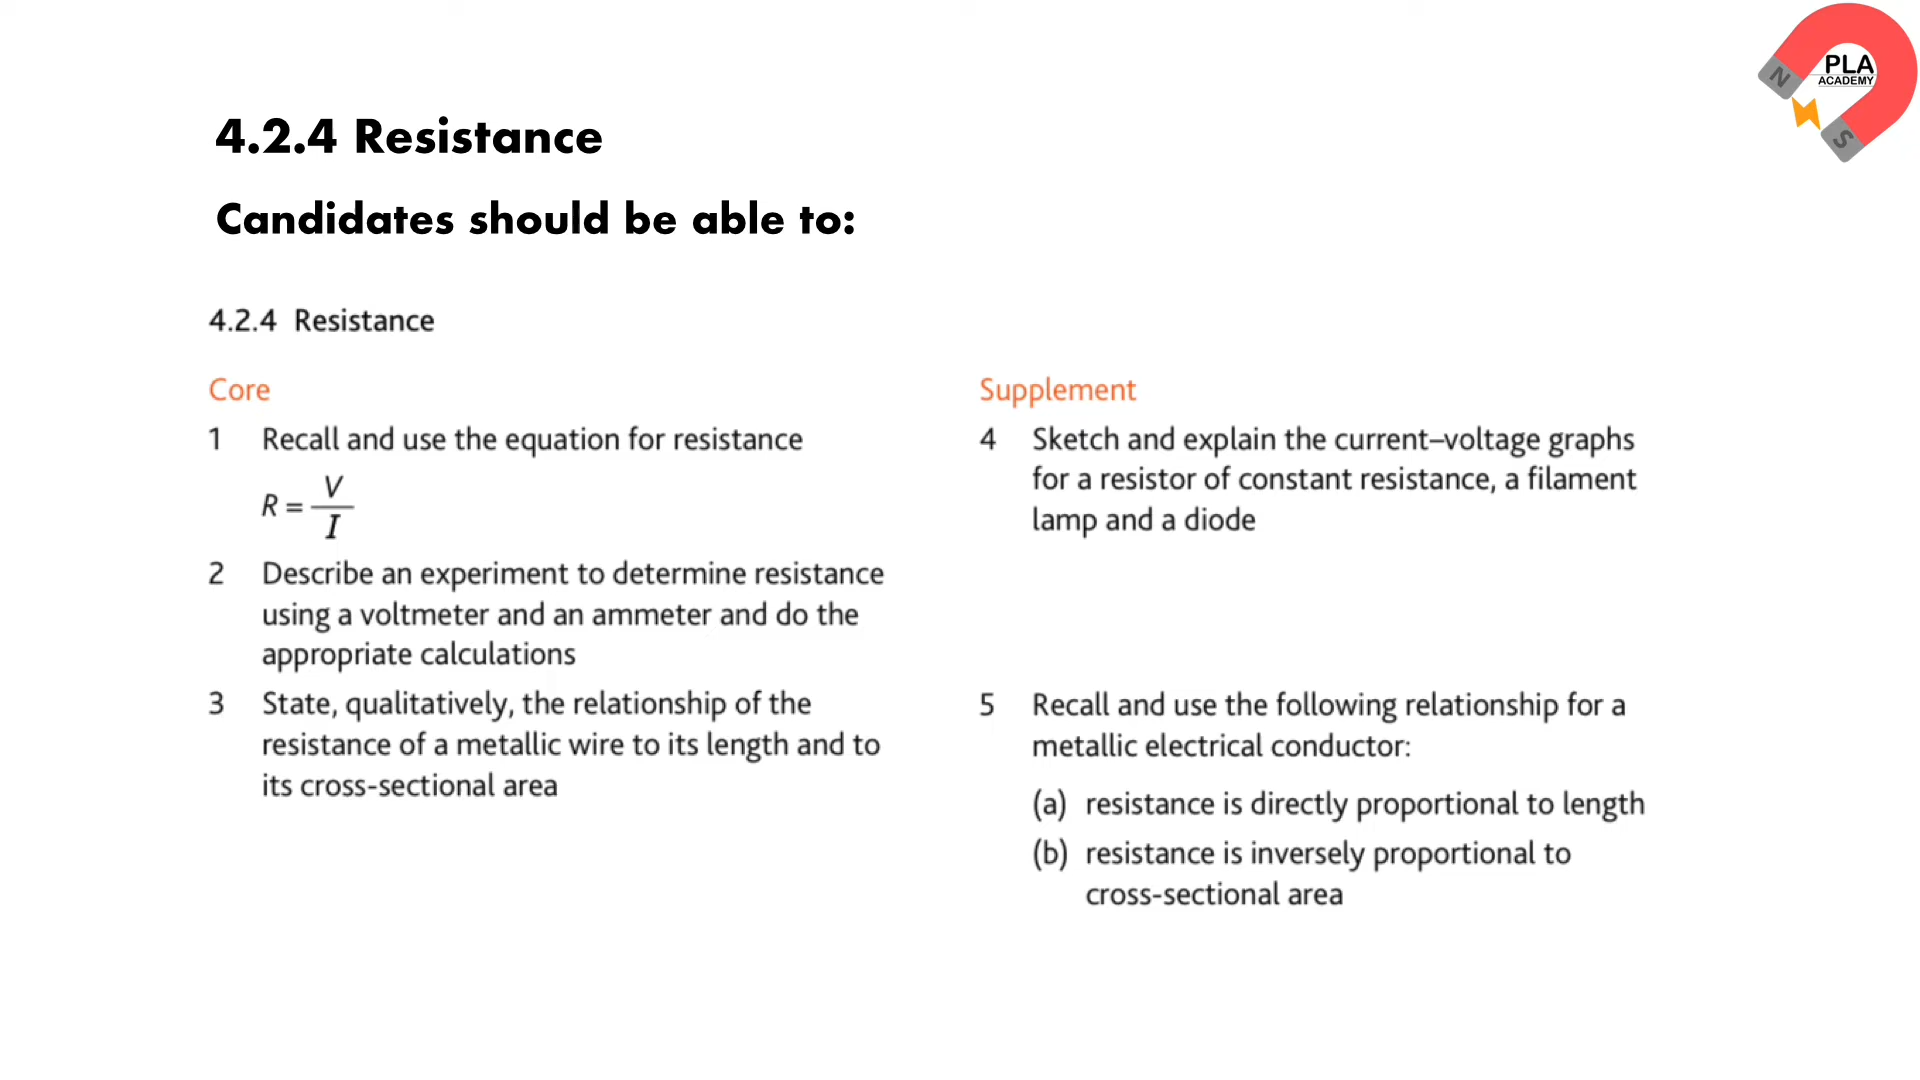 PLA
ACADEMY
N
S
4.2.4 Resistance
Candidates should be able to:
4.2.4 Resistance
Core
1 Recall and use the equation for resistance
R = V/I
2 Describe an experiment to determine resistance
using a voltmeter and an ammeter and do the
appropriate calculations
3 State, qualitatively, the relationship of the
resistance of a metallic wire to its length and to
its cross-sectional area
Supplement
4 Sketch and explain the current–voltage graphs
for a resistor of constant resistance, a filament
lamp and a diode
5 Recall and use the following relationship for a
metallic electrical conductor:
(a) resistance is directly proportional to length
(b) resistance is inversely proportional to
cross-sectional area